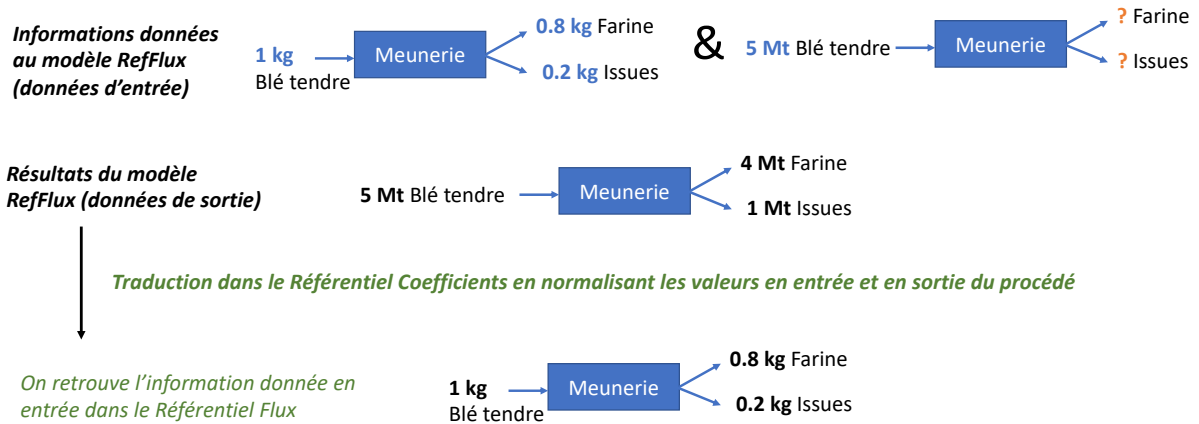 Informations données
au modèle RefFlux
(données d'entrée)
1 kg
Blé tendre
Meunerie
0.8 kg Farine
0.2 kg Issues
&
5 Mt Blé tendre
Meunerie
? Farine
? Issues
Résultats du modèle
RefFlux (données de sortie)
5 Mt Blé tendre
Meunerie
4 Mt Farine
1 Mt Issues
Traduction dans le Référentiel Coefficients en normalisant les valeurs en entrée et en sortie du procédé
On retrouve l'information donnée en
entrée dans le Référentiel Flux
1 kg
Blé tendre
Meunerie
0.8 kg Farine
0.2 kg Issues